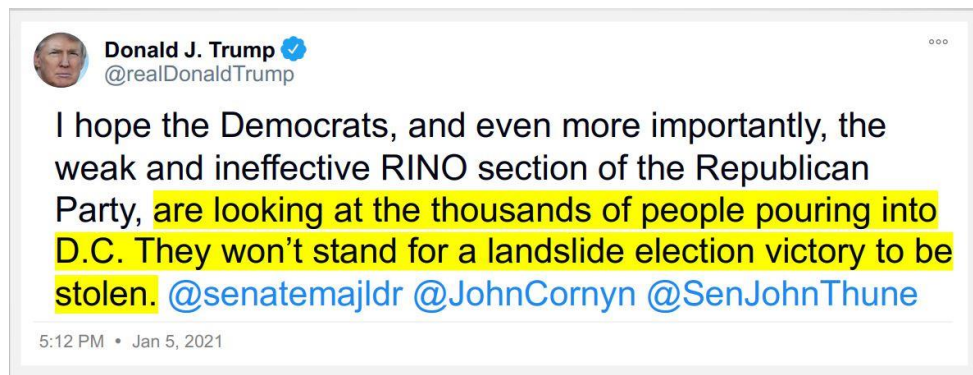 Donald J. Trump
@realDonaldTrump
I hope the Democrats, and even more importantly, the
weak and ineffective RINO section of the Republican
Party, are looking at the thousands of people pouring into
D.C. They won’t stand for a landslide election victory to be
stolen. @senatemajldr @JohnCornyn @SenJohnThune
5:12 PM • Jan 5, 2021